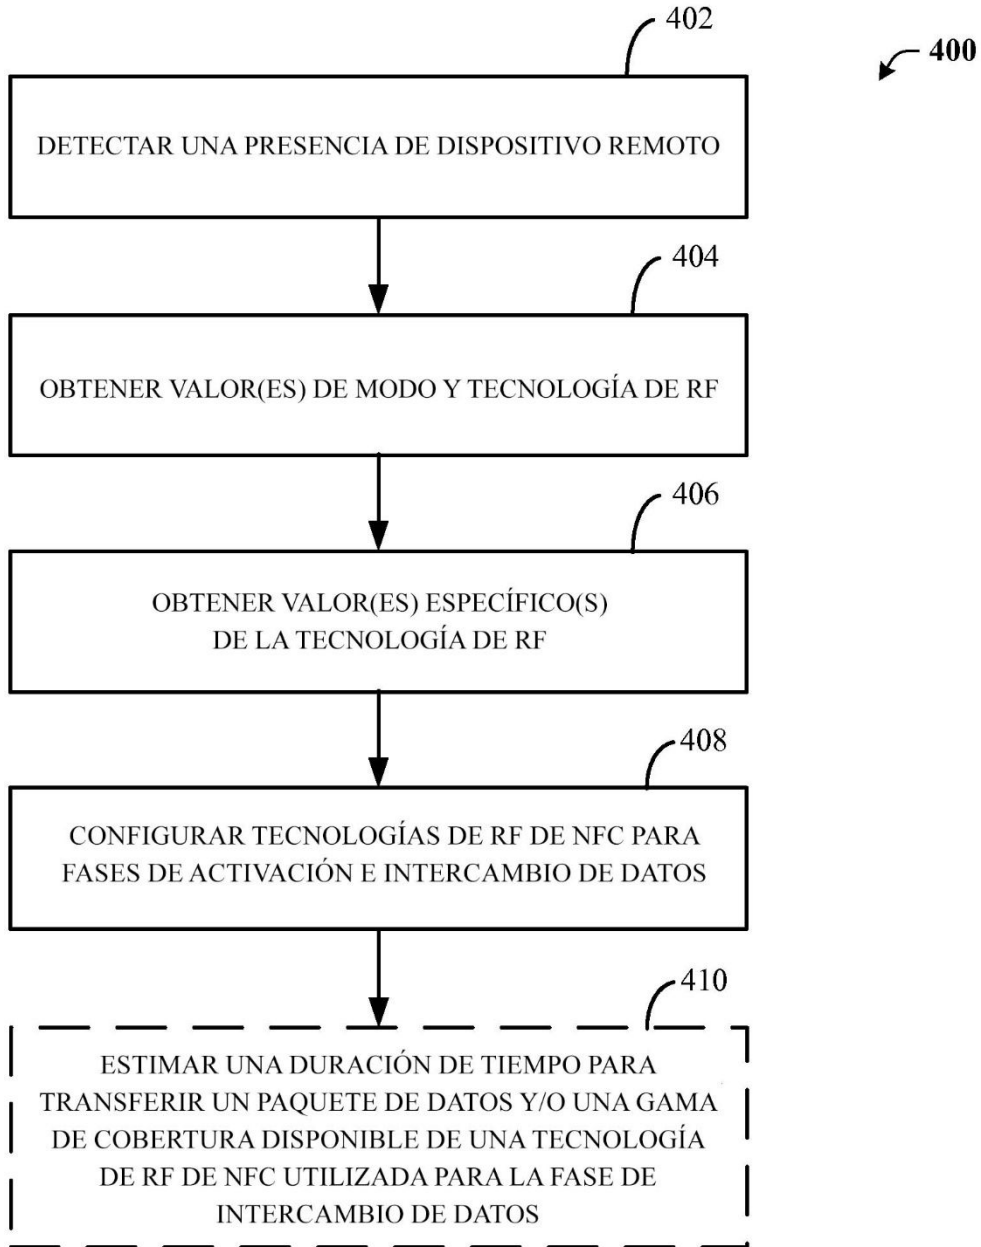 402
400
DETECTAR UNA PRESENCIA DE DISPOSITIVO REMOTO
404
OBTENER VALOR(ES) DE MODO Y TECNOLOGÍA DE RF
406
OBTENER VALOR(ES) ESPECÍFICO(S)
DE LA TECNOLOGÍA DE RF
408
CONFIGURAR TECNOLOGÍAS DE RF DE NFC PARA
FASES DE ACTIVACIÓN E INTERCAMBIO DE DATOS
410
ESTIMAR UNA DURACIÓN DE TIEMPO PARA
TRANSFERIR UN PAQUETE DE DATOS Y/O UNA GAMA
DE COBERTURA DISPONIBLE DE UNA TECNOLOGÍA
DE RF DE NFC UTILIZADA PARA LA FASE DE
INTERCAMBIO DE DATOS